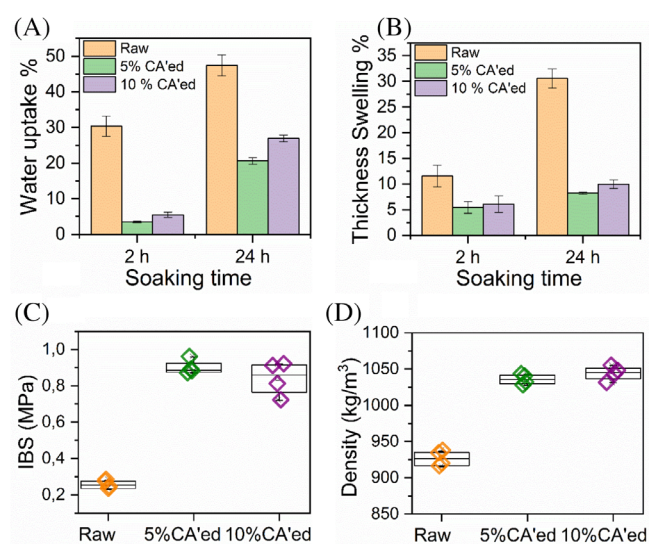 (A)
Water uptake %
50
40
30
20
10
0
Raw
5% CA'ed
10 % CA'ed
2 h
24 h
Soaking time
(B)
Thickness Swelling %
35
30
25
20
15
10
5
0
Raw
5% CA'ed
10 % CA'ed
2 h
24 h
Soaking time
(C)
IBS (MPa)
1,0
0,8
0,6
0,4
0,2
Raw
5%CA'ed
10%CA'ed
(D)
Density (kg/m³)
1100
1050
1000
950
900
850
Raw
5%CA'ed
10%CA'ed